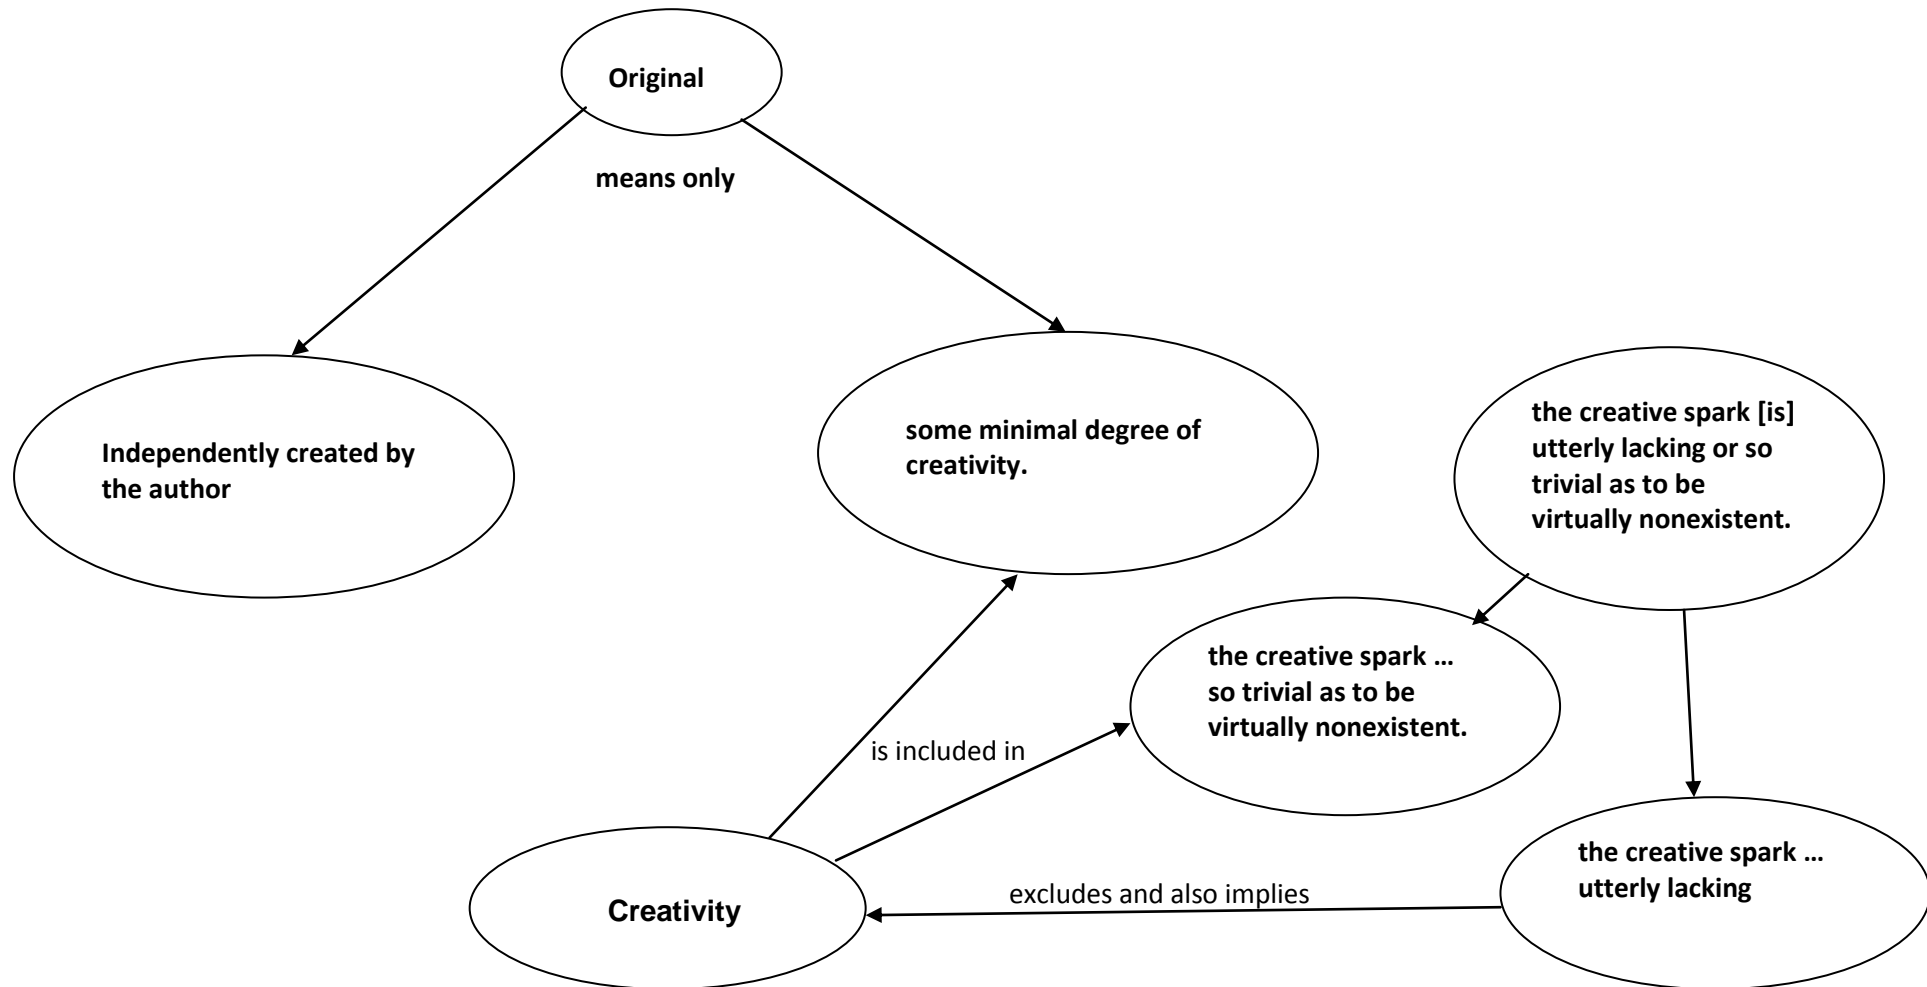 Original
means only
Independently created by
the author
some minimal degree of
creativity.
the creative spark [is]
utterly lacking or so
trivial as to be
virtually nonexistent.
the creative spark …
so trivial as to be
virtually nonexistent.
is included in
the creative spark …
utterly lacking
excludes and also implies
Creativity